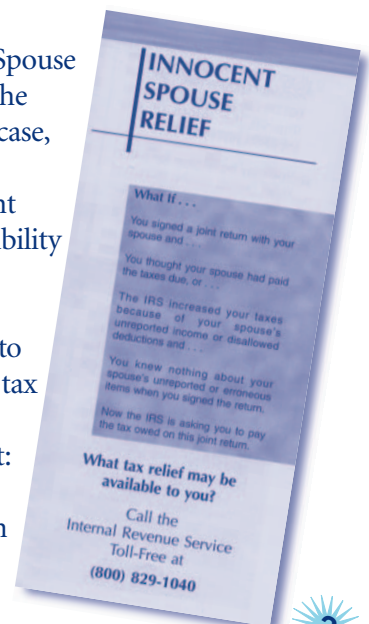 Spouse
he
case,
nt
ibility
to
tax
t:
n
INNOCENT
SPOUSE
RELIEF
What If . . .
You signed a joint return with your
spouse and . . .
You thought your spouse had paid
the taxes due, or . . .
The IRS increased your taxes
because of your spouse's
unreported income or disallowed
deductions and . . .
You knew nothing about your
spouse's unreported or erroneous
items when you signed the return.
Now the IRS is asking you to pay
the tax owed on this joint return.
What tax relief may be
available to you?
Call the
Internal Revenue Service
Toll-Free at
(800) 829-1040